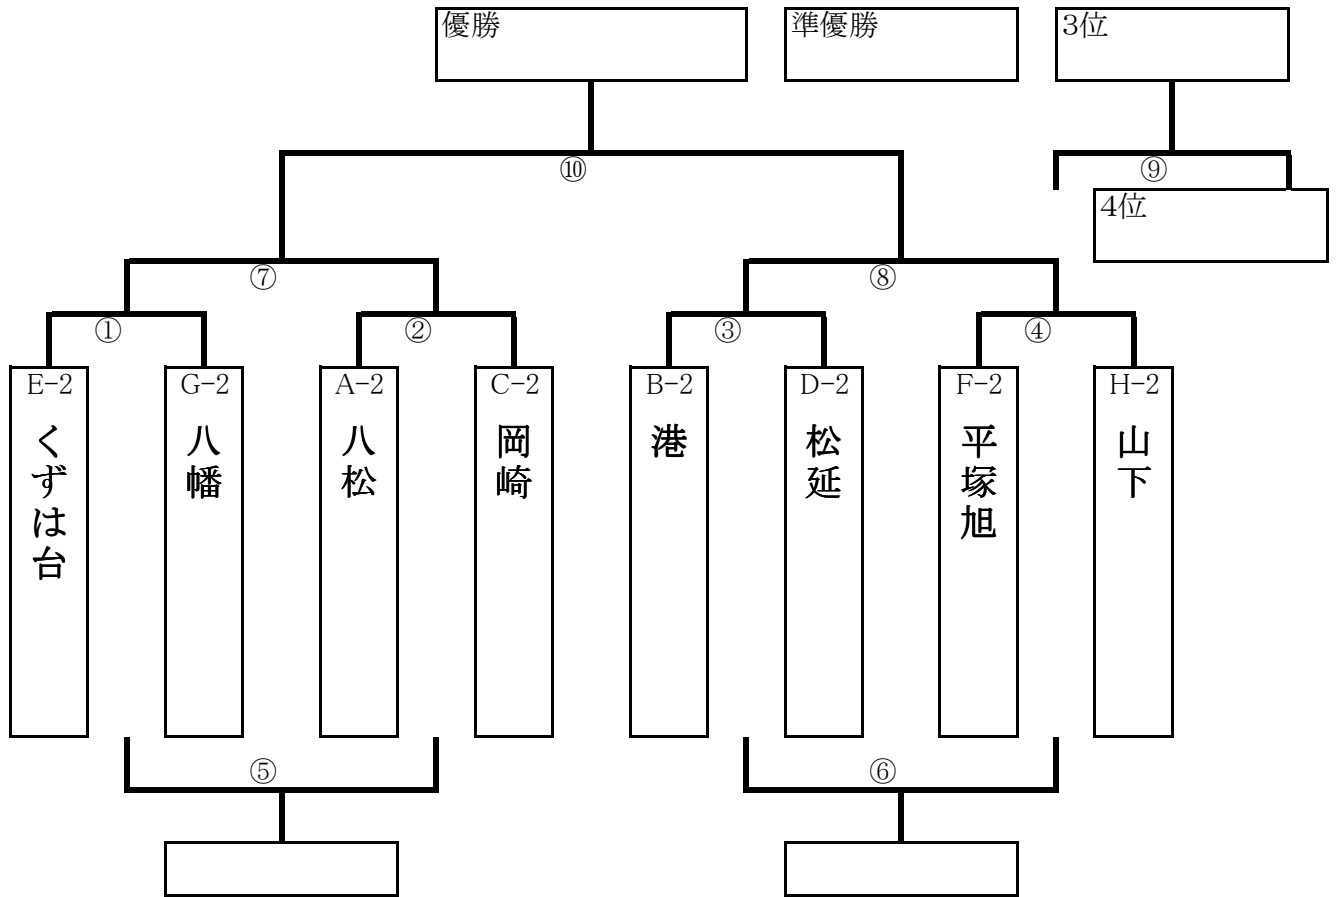 優勝
準優勝
3位
⑩
⑨
4位
⑦
⑧
①
②
③
④
E-2
くずは台
G-2
八幡
A-2
八松
C-2
岡崎
B-2
港
D-2
松延
F-2
平塚旭
H-2
山下
⑤
⑥